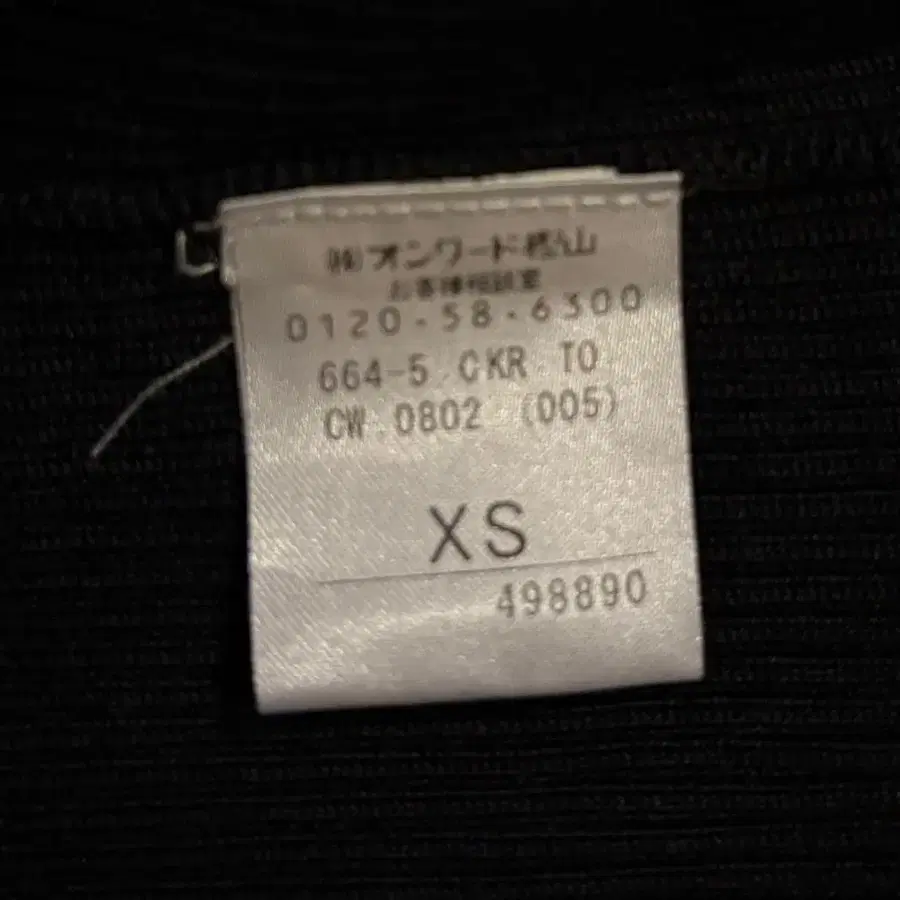 ㈱オンワード樫山
お客様相談室
0120-58-6300
664-5 CKR TO
CW 0802 (005)
XS
498890